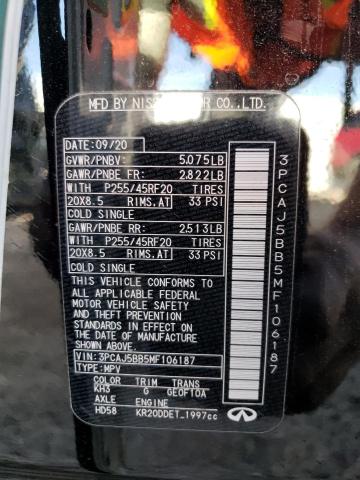 MFD BY NISSAN MOTOR CO., LTD.
DATE: 09/20
GVWR/PNBV: 5,075LB
GAWR/PNBE FR: 2,822LB
WITH P255/45RF20 TIRES
20X8.5 RIMS.AT 33 PSI
COLD SINGLE
GAWR/PNBE RR: 2,513LB
WITH P255/45RF20 TIRES
20X8.5 RIMS.AT 33 PSI
COLD SINGLE
THIS VEHICLE CONFORMS TO
ALL APPLICABLE FEDERAL
MOTOR VEHICLE SAFETY
AND THEFT PREVENTION
STANDARDS IN EFFECT ON
THE DATE OF MANUFACTURE
SHOWN ABOVE.
VIN: 3PCAJ5BB5MF106187
TYPE: MPV
COLOR TRIM TRANS
KH3 G GE0F10A
AXLE ENGINE
HD58 KR20DDET_1997cc
INFINITI
3PCAJ5BB5MF106187